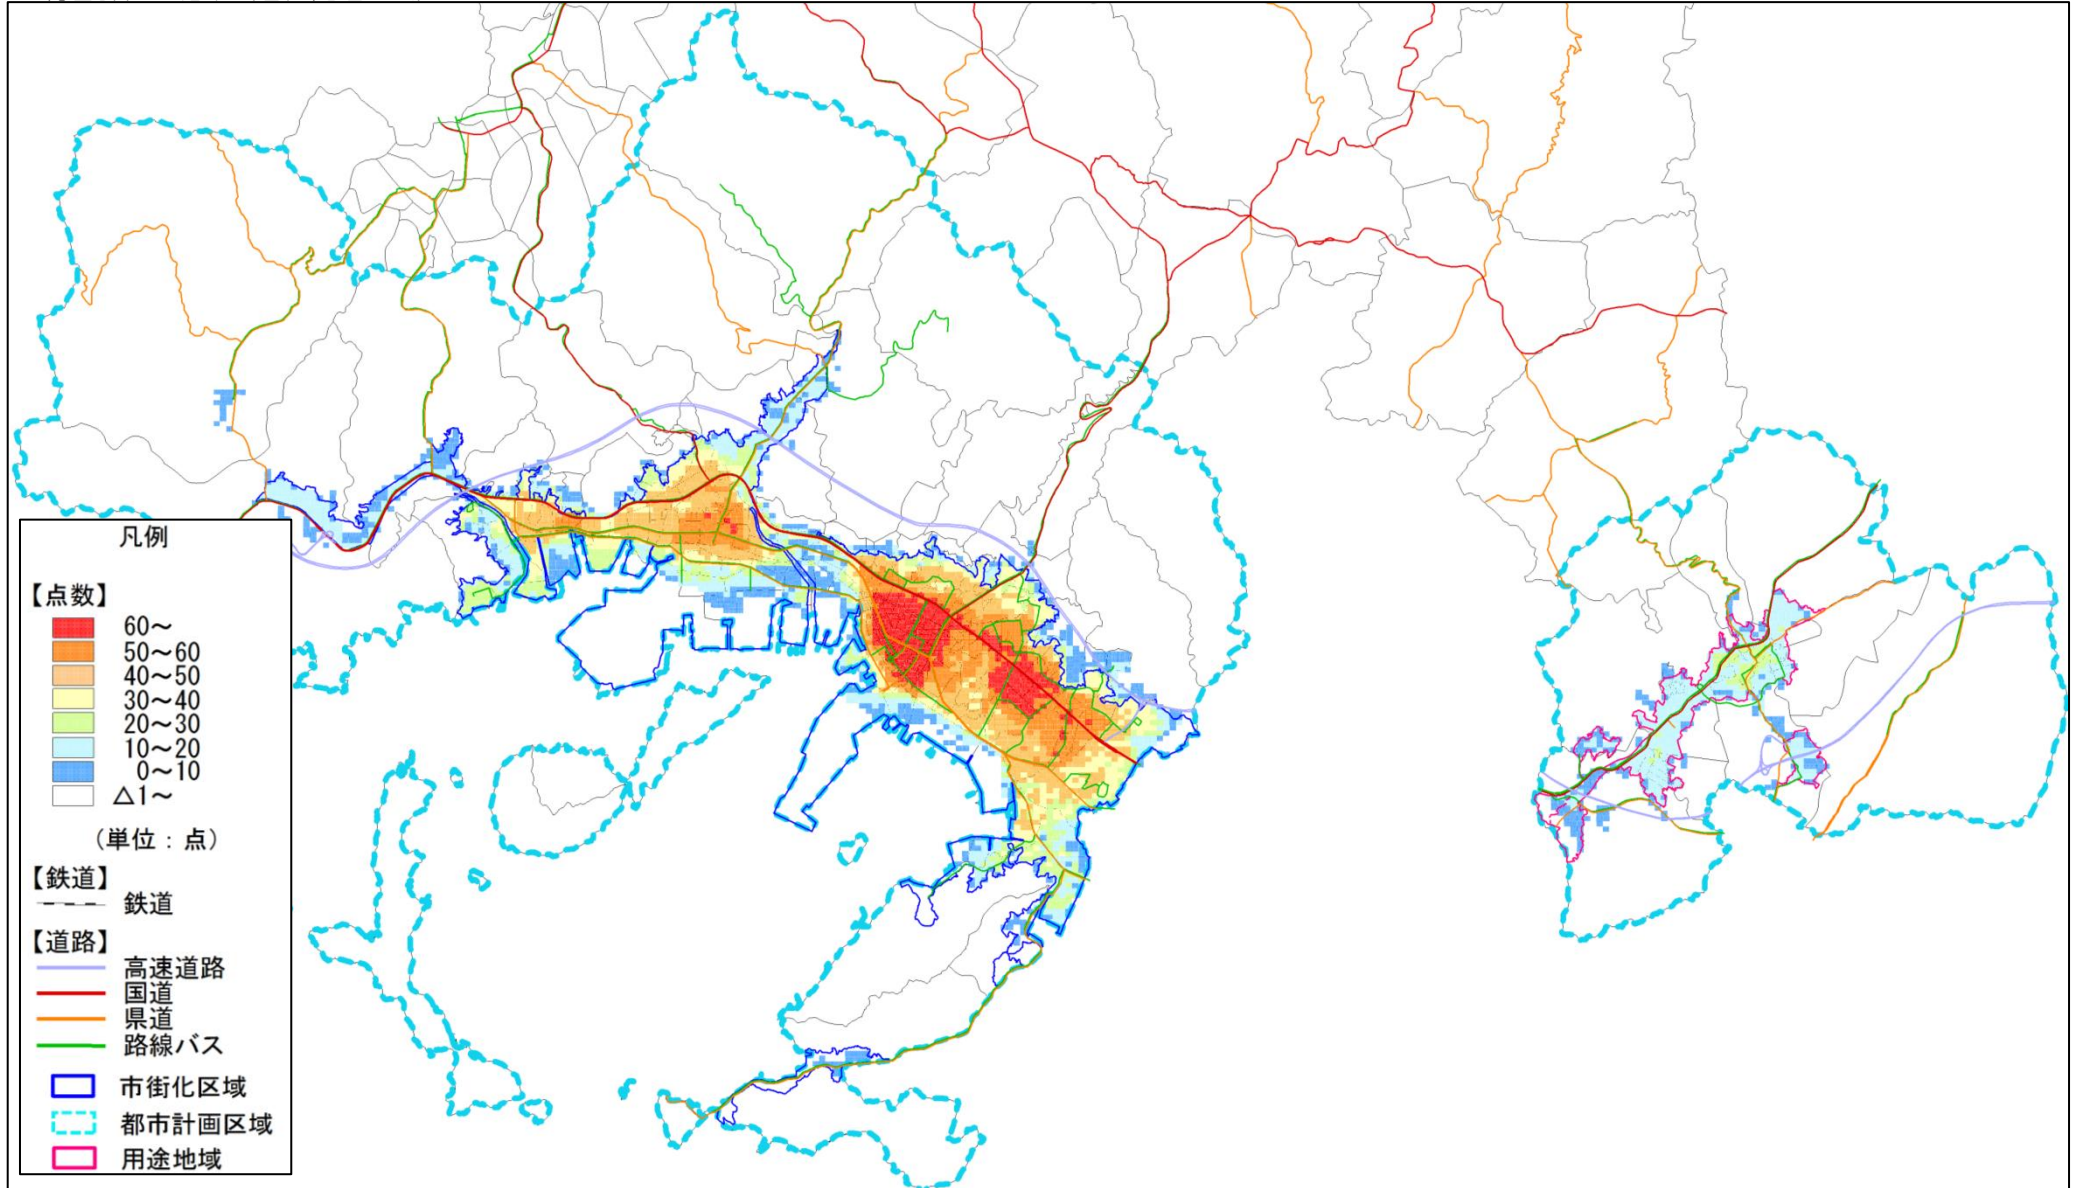 凡例
【点数】
60～
50～60
40～50
30～40
20～30
10～20
0～10
△1～
（単位：点）
【鉄道】
鉄道
【道路】
高速道路
国道
県道
路線バス
市街化区域
都市計画区域
用途地域